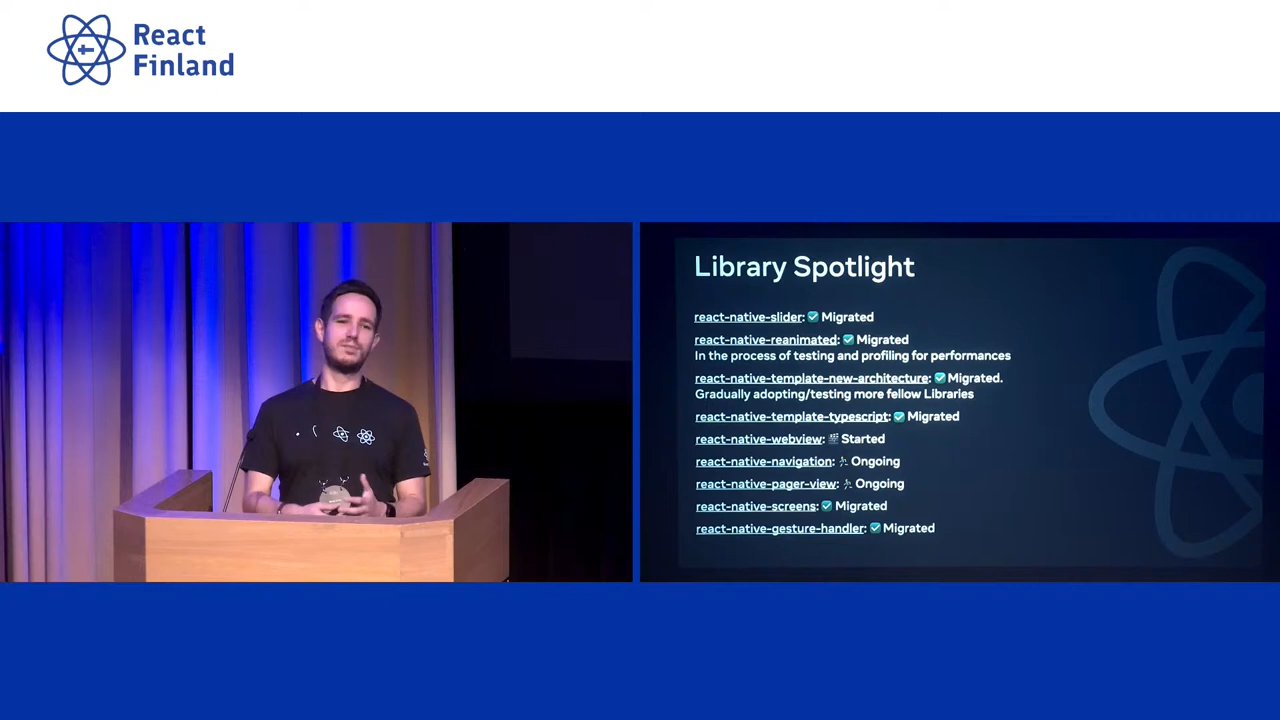 React
Finland
Library Spotlight
react-native-slider: ✅ Migrated
react-native-reanimated: ✅ Migrated
In the process of testing and profiling for performances
react-native-template-new-architecture: ✅ Migrated.
Gradually adopting/testing more fellow Libraries
react-native-template-typescript: ✅ Migrated
react-native-webview: 🏁 Started
react-native-navigation: 🏃 Ongoing
react-native-pager-view: 🏃 Ongoing
react-native-screens: ✅ Migrated
react-native-gesture-handler: ✅ Migrated